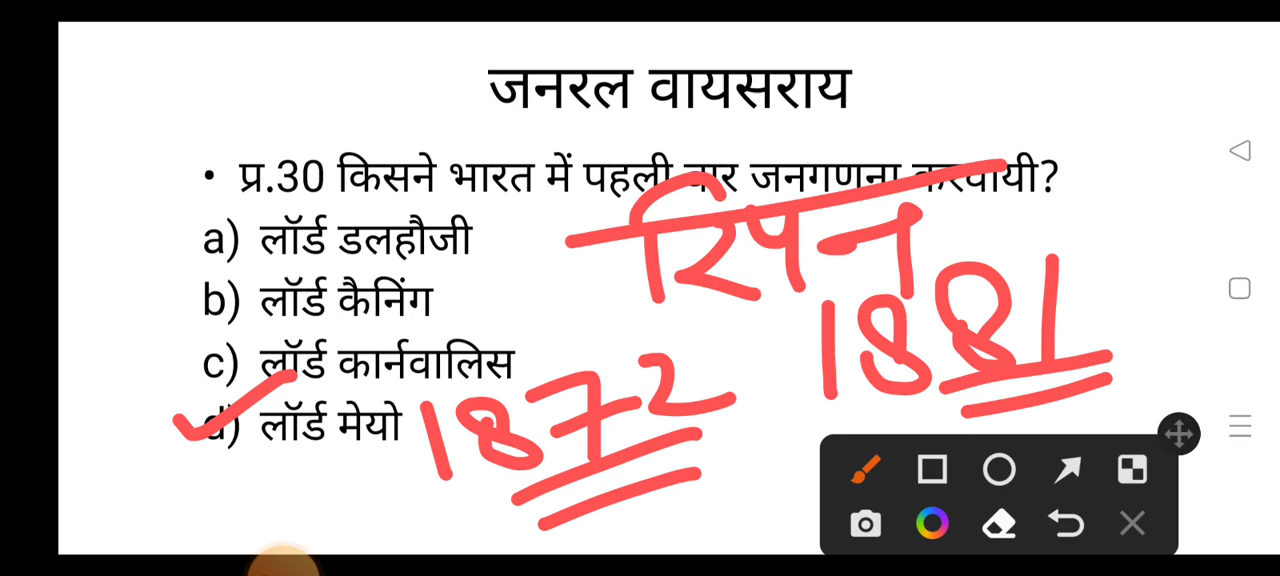 जनरल वायसराय
• प्र.30 किसने भारत में पहली बार जनगणना करवायी?
a) लॉर्ड डलहौजी
रिपन
b) लॉर्ड कैनिंग
1881
c) लॉर्ड कार्नवालिस
d) लॉर्ड मेयो 1872